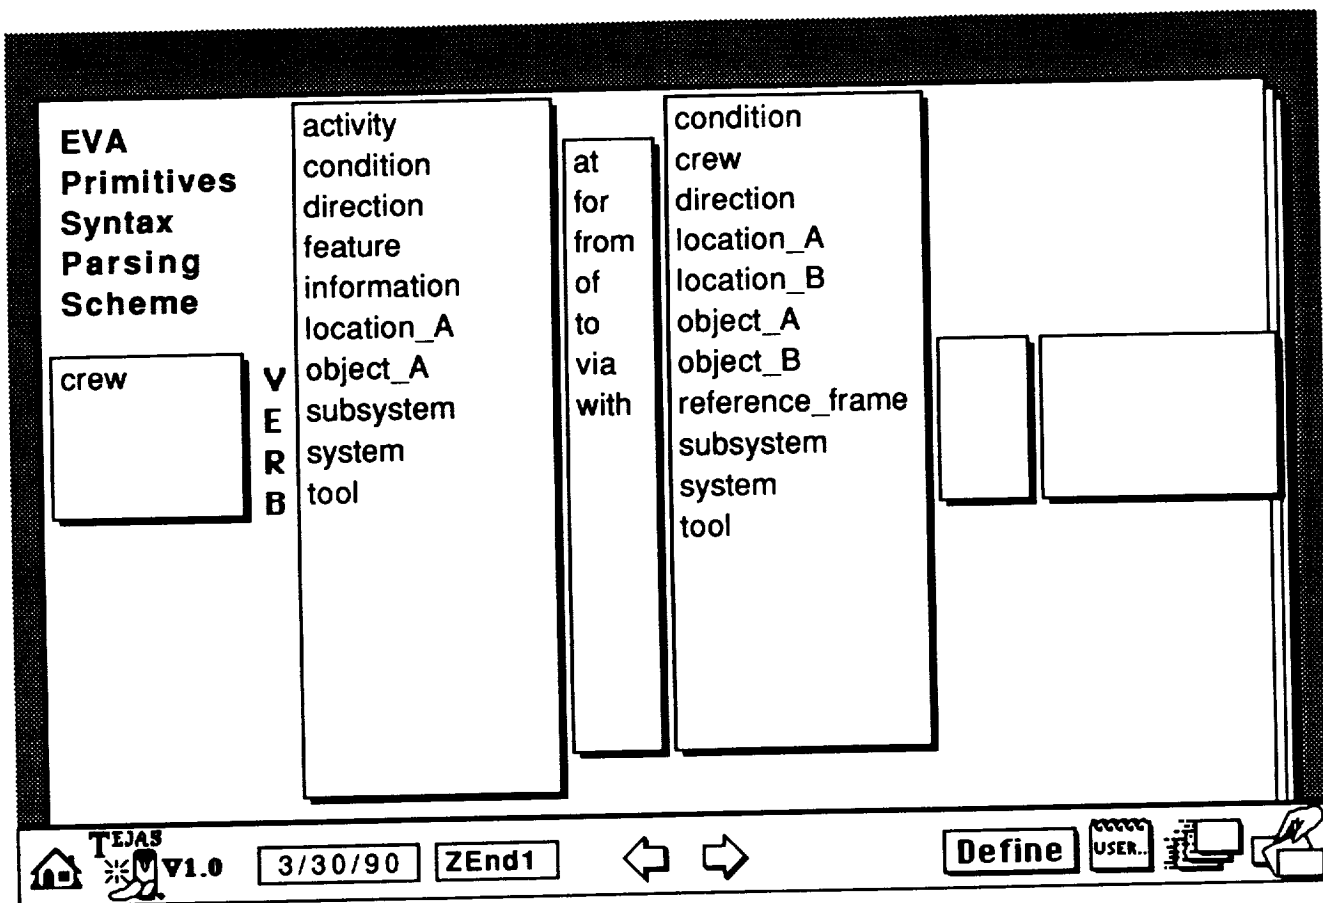 EVA
Primitives
Syntax
Parsing
Scheme
crew
VERB
activity
condition
direction
feature
information
location_A
object_A
subsystem
system
tool
at
for
from
of
to
via
with
condition
crew
direction
location_A
location_B
object_A
object_B
reference_frame
subsystem
system
tool
TEJAS
V1.0
3/30/90
ZEnd1
Define
USER..